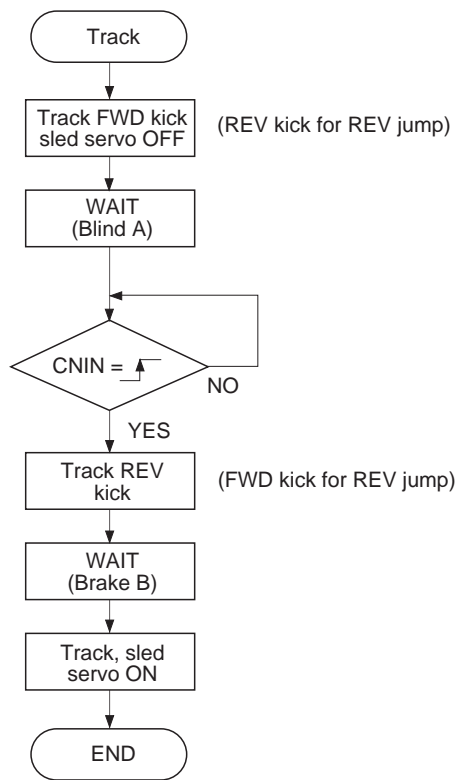 Track
Track FWD kick
sled servo OFF
(REV kick for REV jump)
WAIT
(Blind A)
CNIN =
NO
YES
Track REV
kick
(FWD kick for REV jump)
WAIT
(Brake B)
Track, sled
servo ON
END